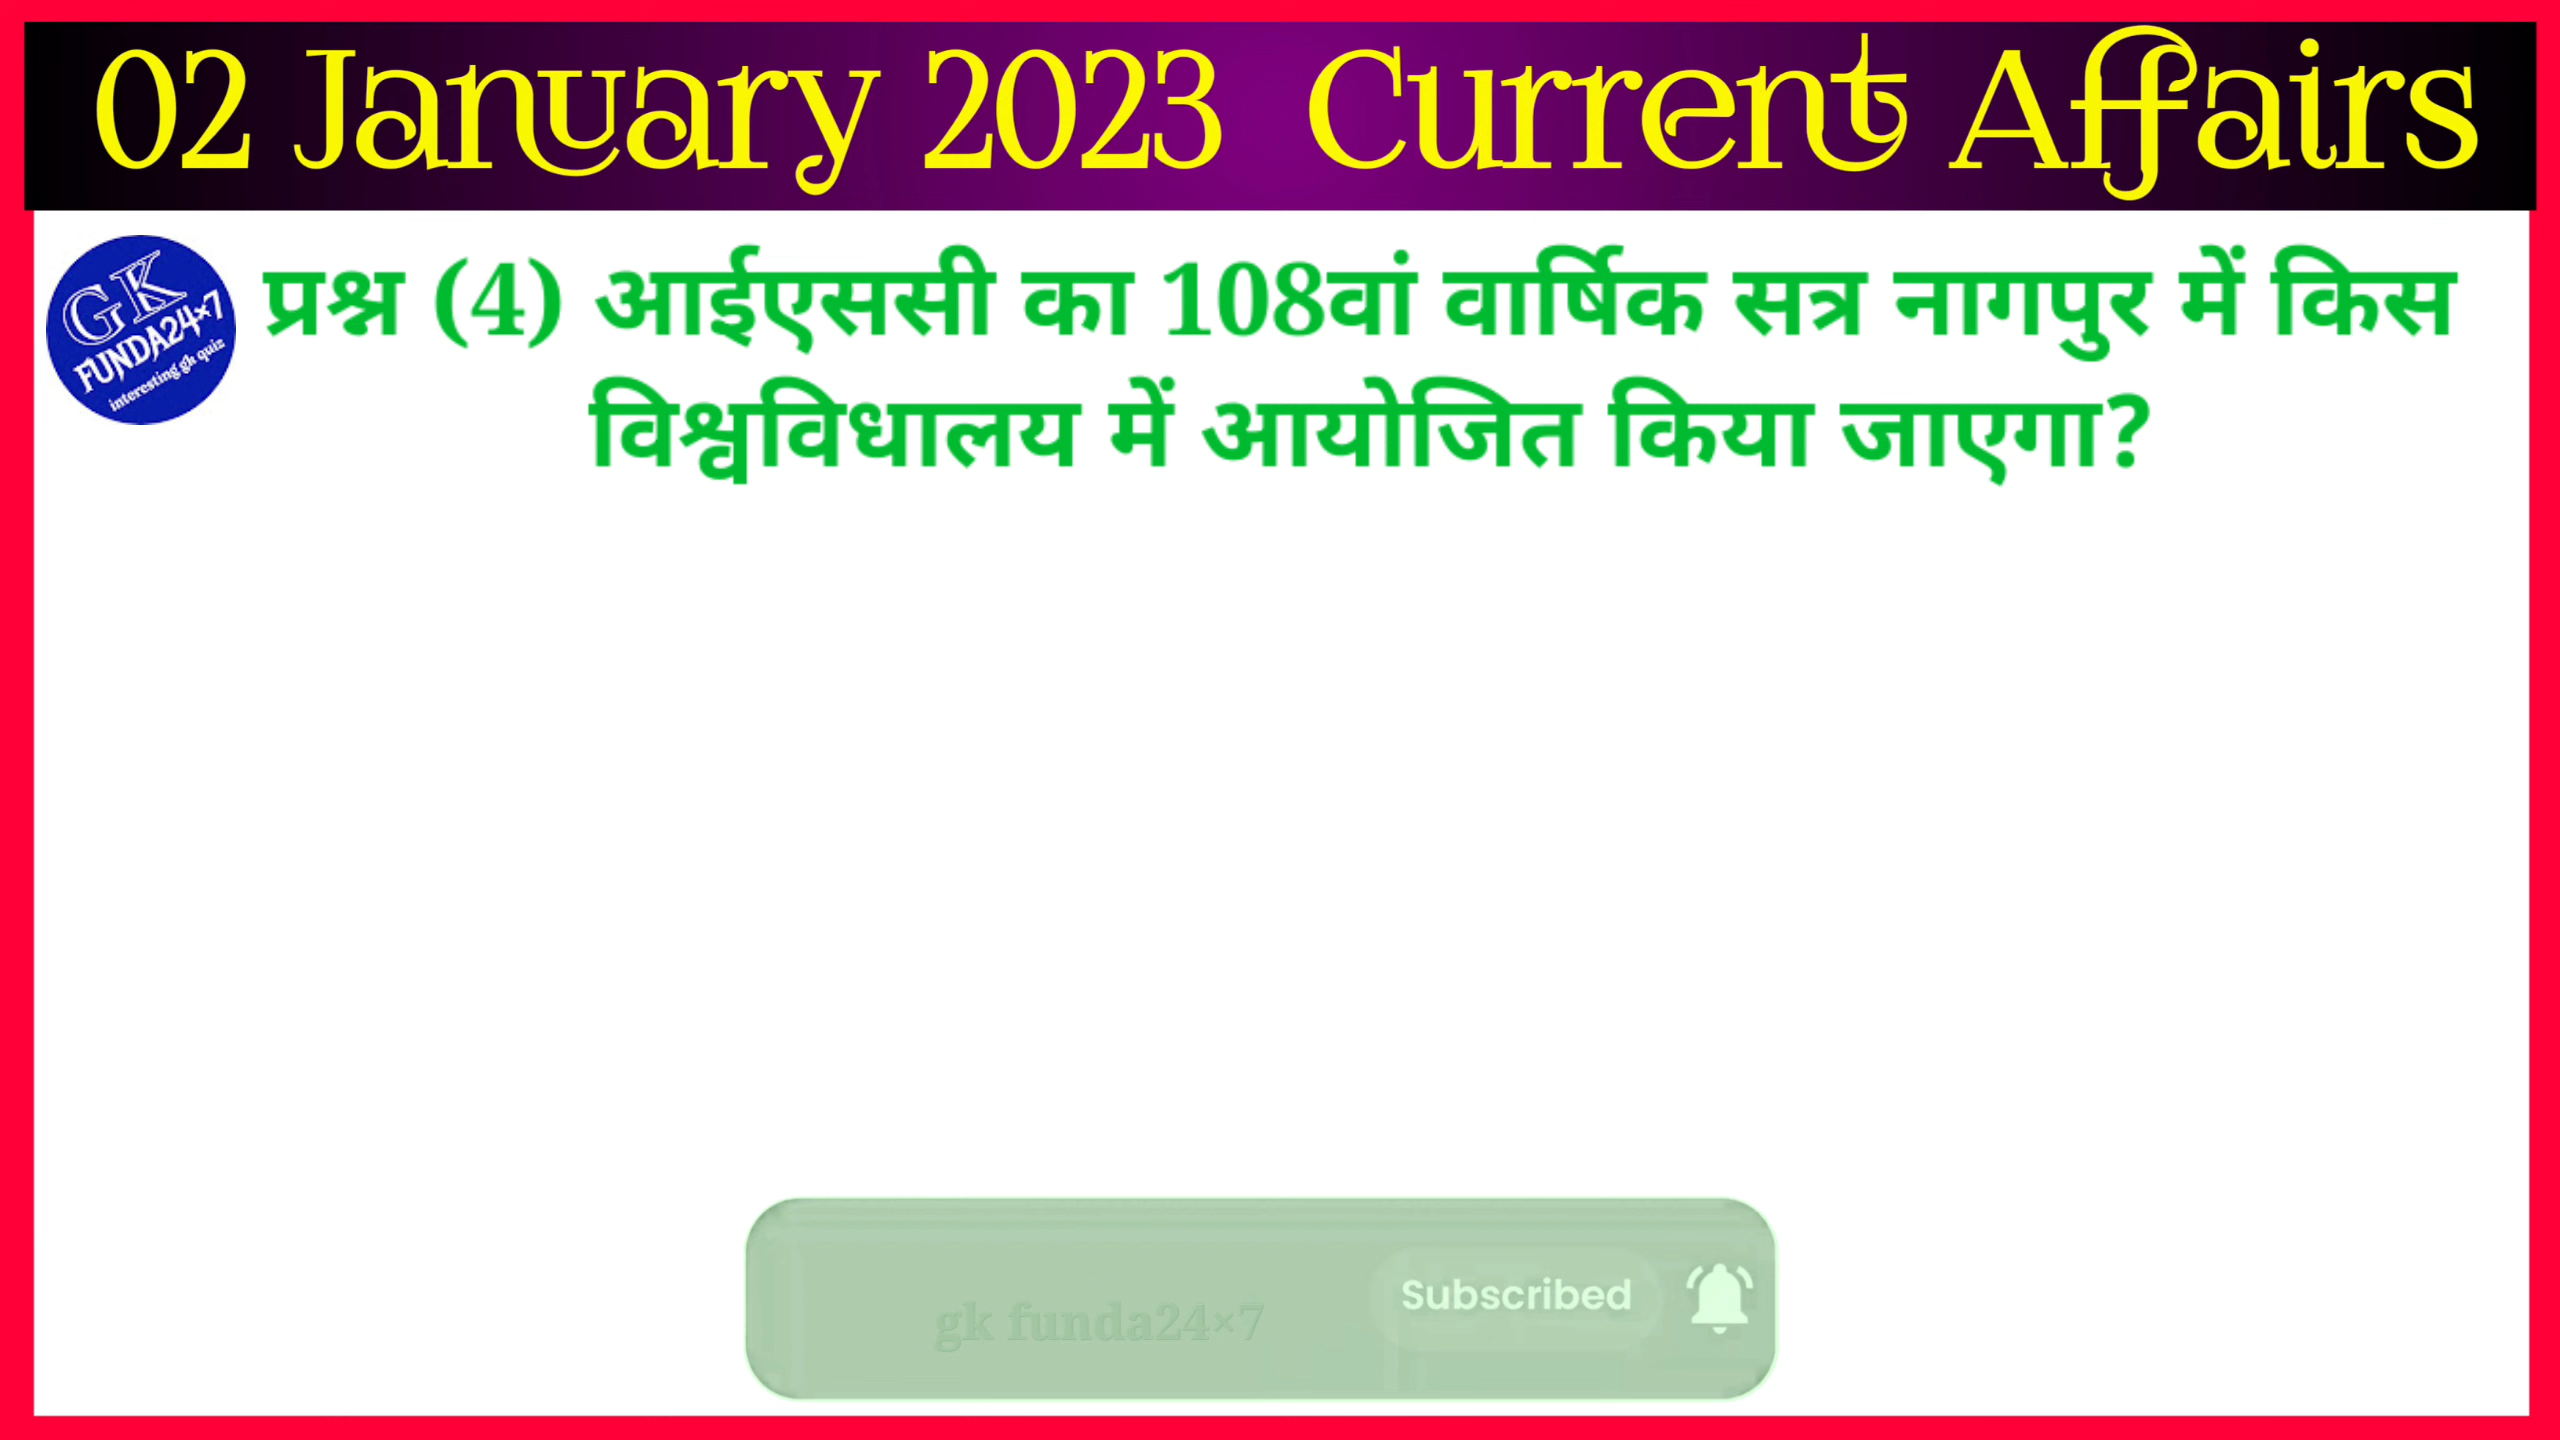 02 January 2023 Current Affairs
GK
FUNDA24×7
interesting gk quiz
प्रश्न (4) आईएससी का 108वां वार्षिक सत्र नागपुर में किस
विश्वविधालय में आयोजित किया जाएगा?
gk funda24×7
Subscribed